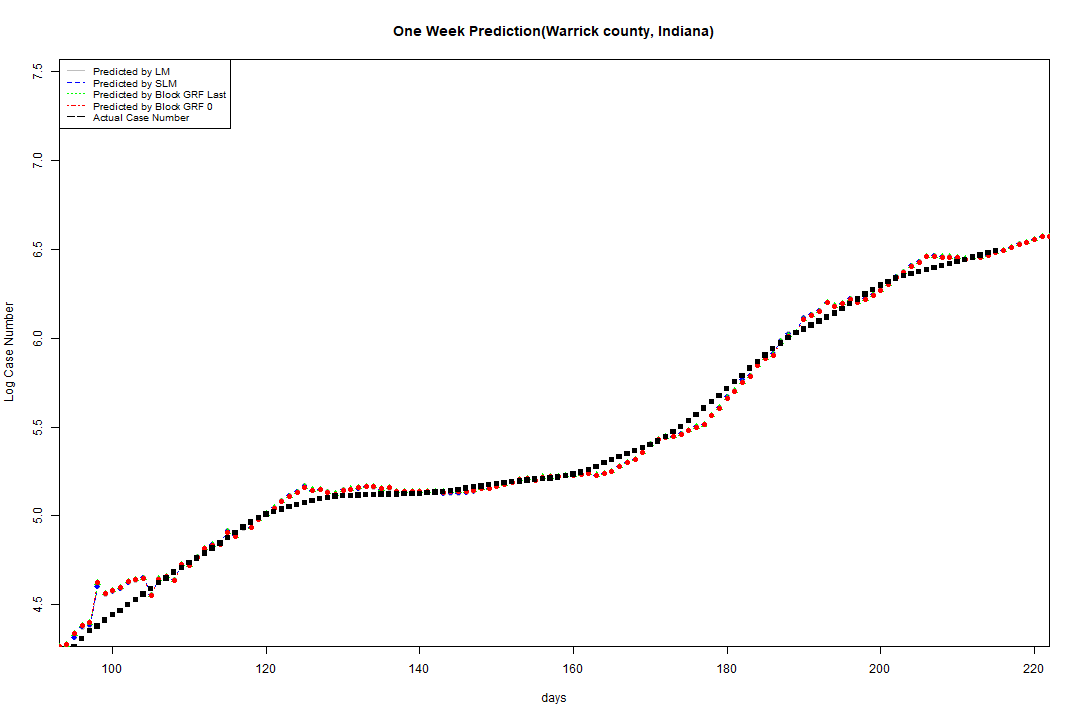 One Week Prediction(Warrick county, Indiana)
Predicted by LM
Predicted by SLM
Predicted by Block GRF Last
Predicted by Block GRF 0
Actual Case Number
7.5
7.0
6.5
6.0
5.5
5.0
4.5
Log Case Number
100 120 140 160 180 200 220
days